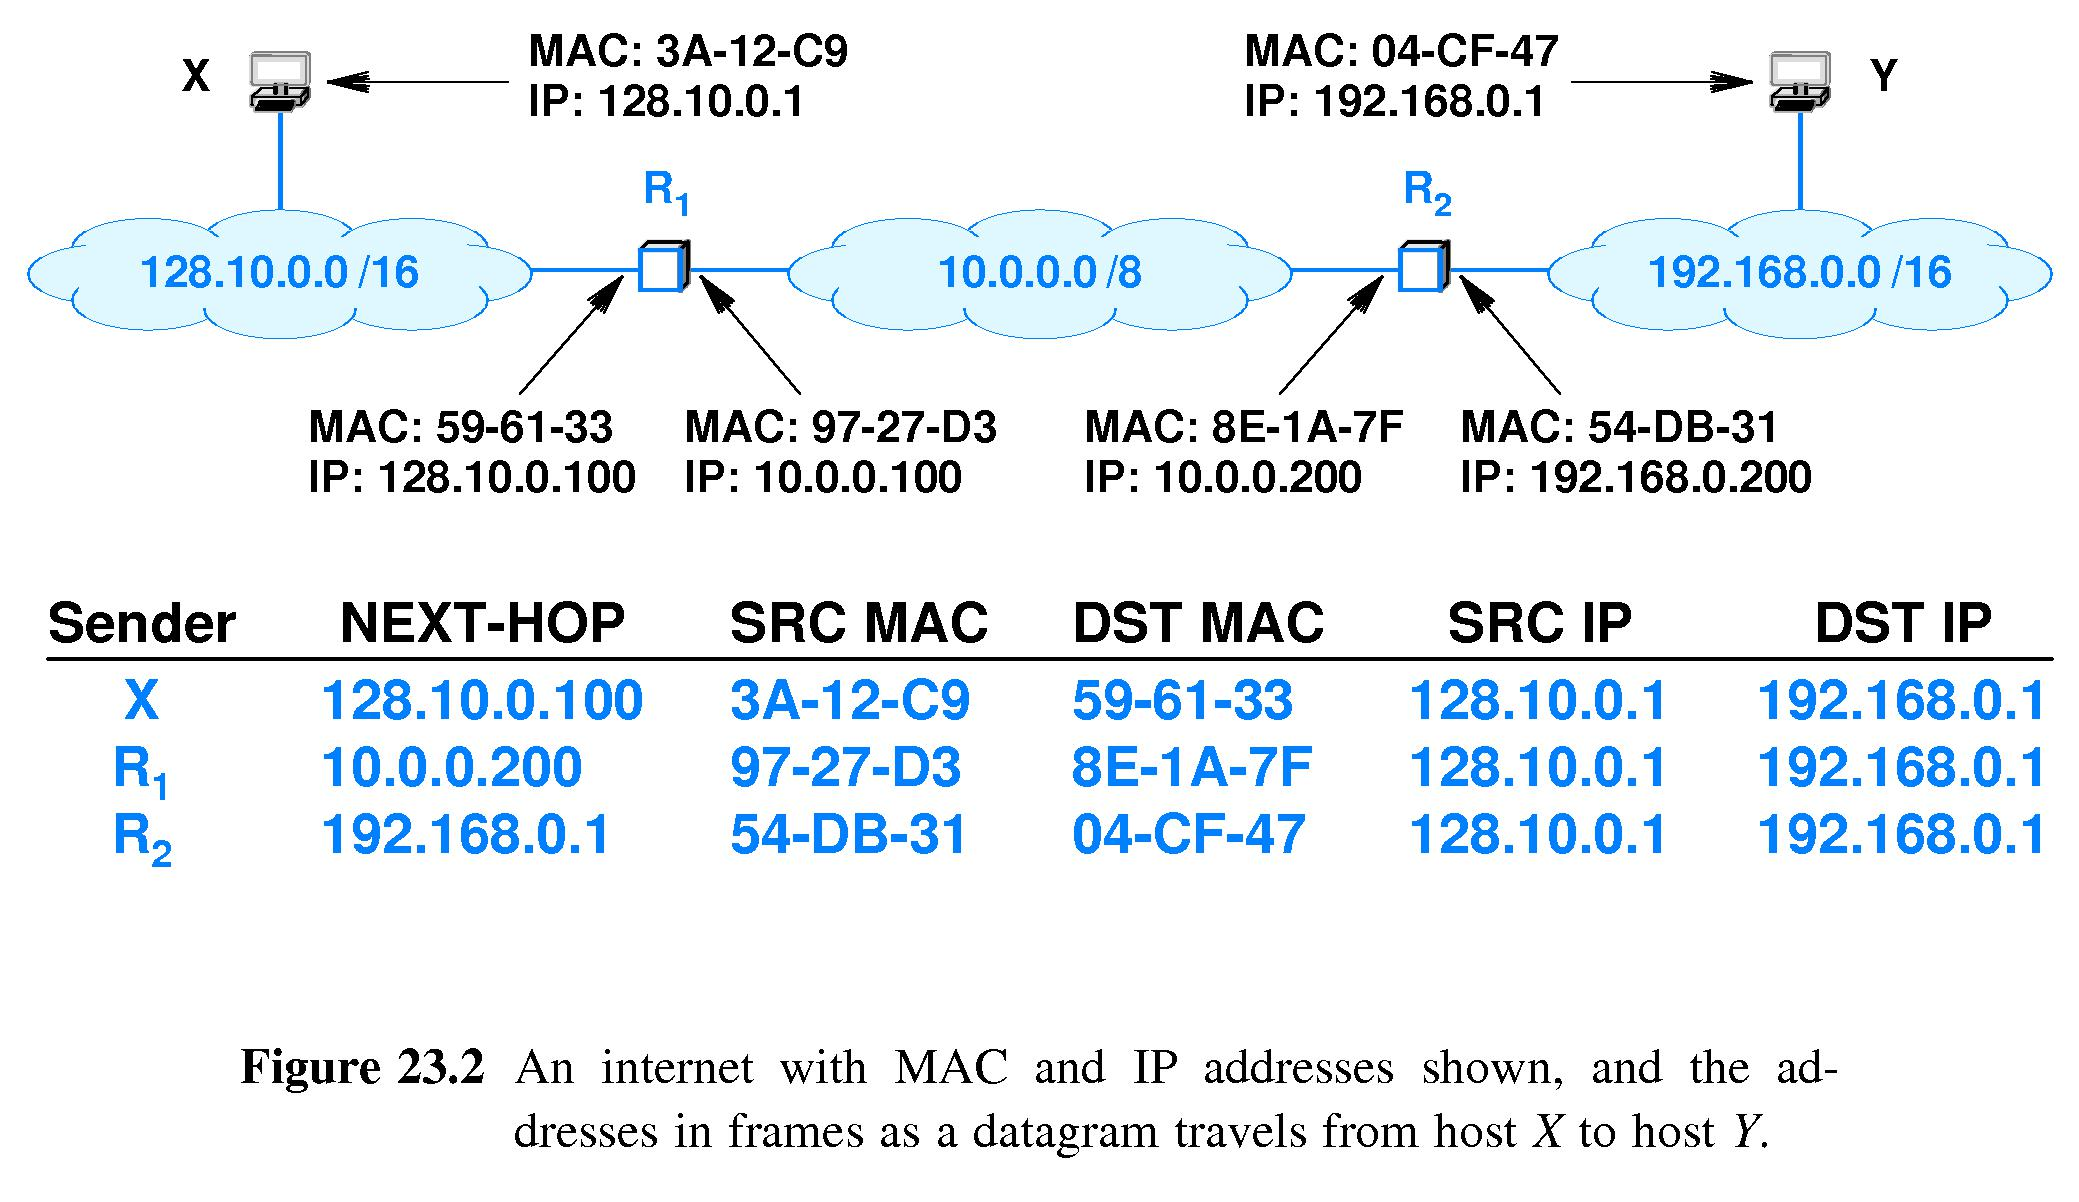 X
MAC: 3A-12-C9
IP: 128.10.0.1
MAC: 04-CF-47
IP: 192.168.0.1
Y
R1
R2
128.10.0.0 /16
10.0.0.0 /8
192.168.0.0 /16
MAC: 59-61-33
IP: 128.10.0.100
MAC: 97-27-D3
IP: 10.0.0.100
MAC: 8E-1A-7F
IP: 10.0.0.200
MAC: 54-DB-31
IP: 192.168.0.200
Sender NEXT-HOP SRC MAC DST MAC SRC IP DST IP
X 128.10.0.100 3A-12-C9 59-61-33 128.10.0.1 192.168.0.1
R1 10.0.0.200 97-27-D3 8E-1A-7F 128.10.0.1 192.168.0.1
R2 192.168.0.1 54-DB-31 04-CF-47 128.10.0.1 192.168.0.1
Figure 23.2 An internet with MAC and IP addresses shown, and the ad-
dresses in frames as a datagram travels from host X to host Y.